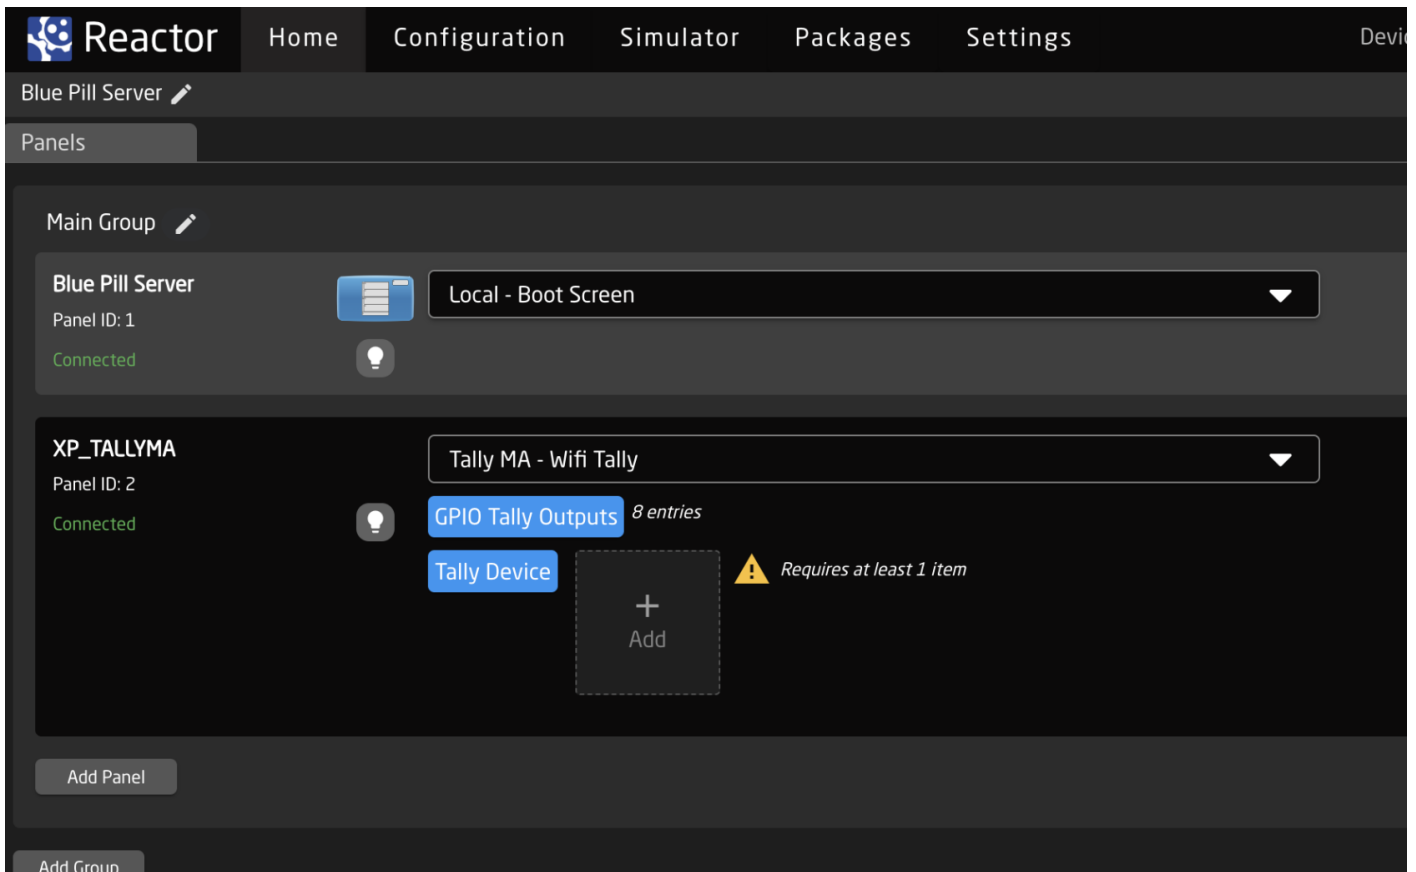 Reactor Home Configuration Simulator Packages Settings
Blue Pill Server
Panels
Main Group
Blue Pill Server
Panel ID: 1
Connected
Local - Boot Screen
XP_TALLYMA
Panel ID: 2
Connected
Tally MA - Wifi Tally
GPIO Tally Outputs 8 entries
Tally Device
+
Add
Requires at least 1 item
Add Panel
Add Group